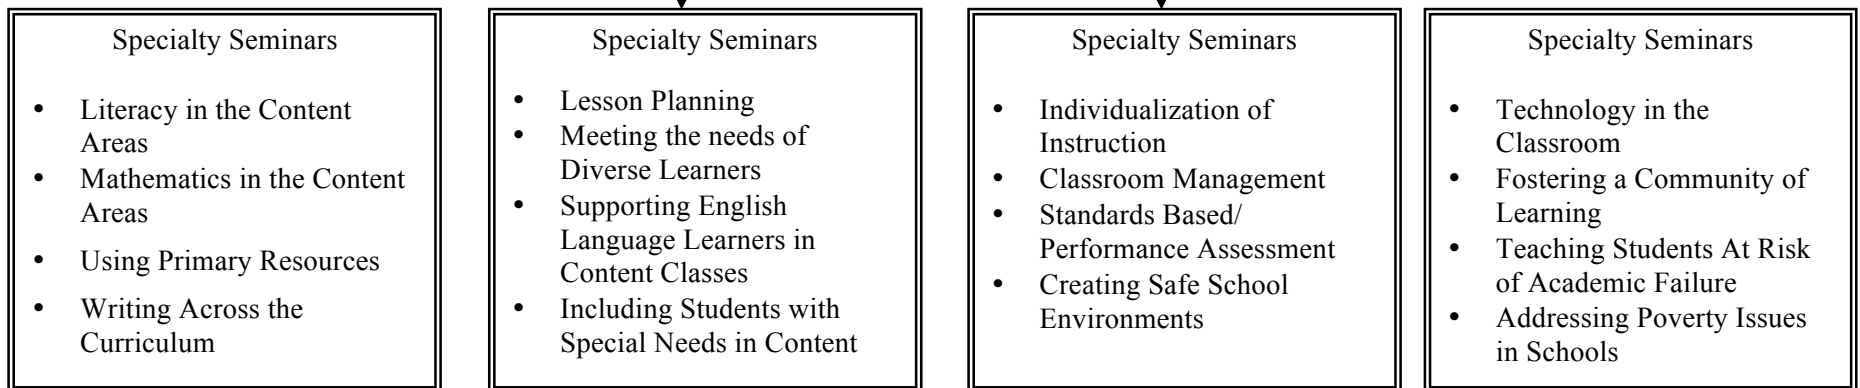 Specialty Seminars
• Literacy in the Content
Areas
• Mathematics in the Content
Areas
• Using Primary Resources
• Writing Across the
Curriculum
Specialty Seminars
• Lesson Planning
• Meeting the needs of
Diverse Learners
• Supporting English
Language Learners in
Content Classes
• Including Students with
Special Needs in Content
Specialty Seminars
• Individualization of
Instruction
• Classroom Management
• Standards Based/
Performance Assessment
• Creating Safe School
Environments
Specialty Seminars
• Technology in the
Classroom
• Fostering a Community of
Learning
• Teaching Students At Risk
of Academic Failure
• Addressing Poverty Issues
in Schools